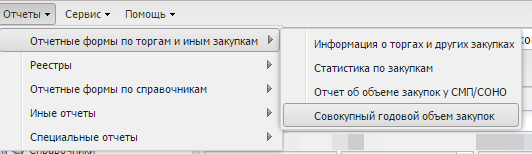 Отчеты Сервис Помощь
Отчетные формы по торгам и иным закупкам
Реестры
Отчетные формы по справочникам
Иные отчеты
Специальные отчеты
Информация о торгах и других закупках
Статистика по закупкам
Отчет об объеме закупок у СМП/СОНО
Совокупный годовой объем закупок
Справочники